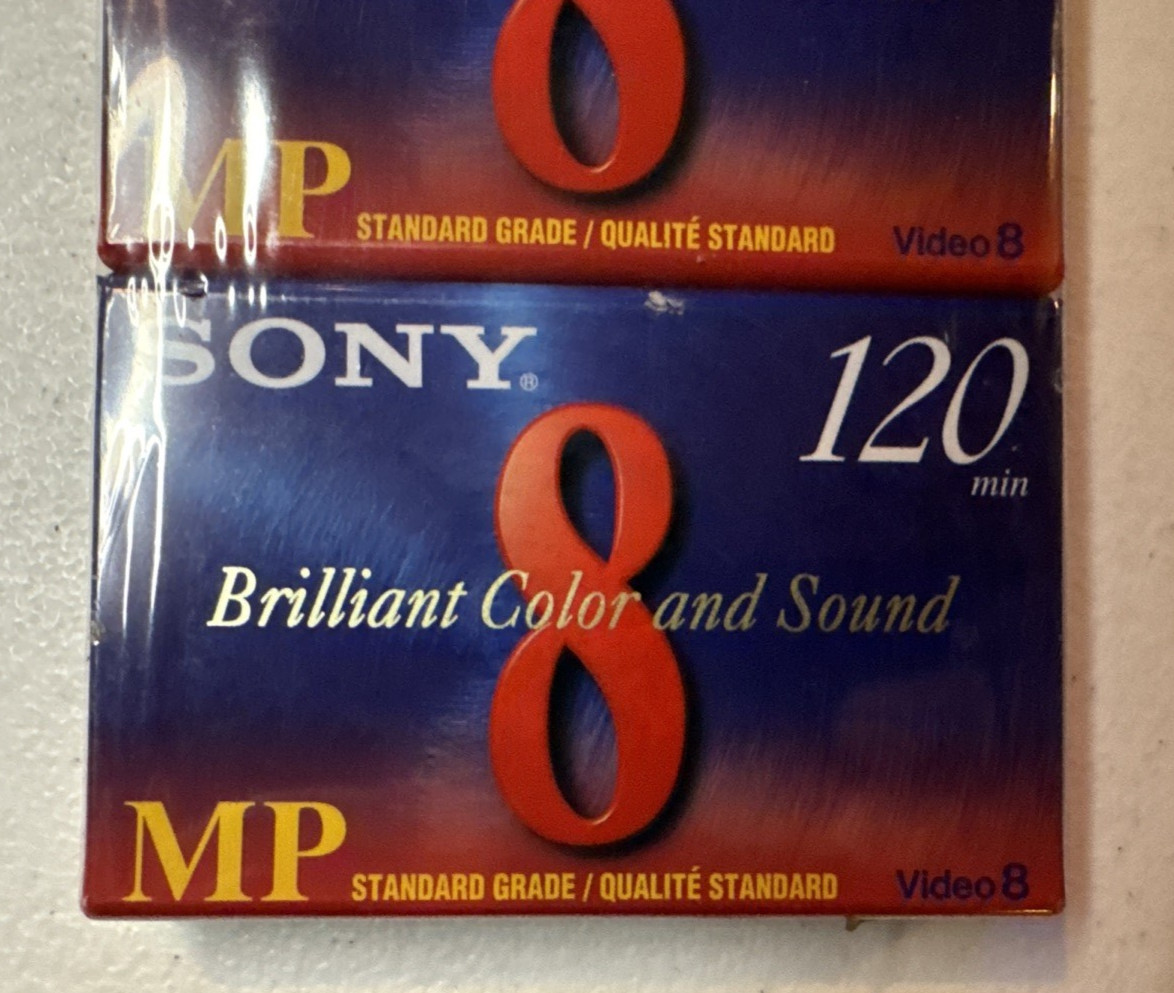 8
MP STANDARD GRADE / QUALITÉ STANDARD Video 8
SONY® 120
min
8
Brilliant Color and Sound
MP STANDARD GRADE / QUALITÉ STANDARD Video 8